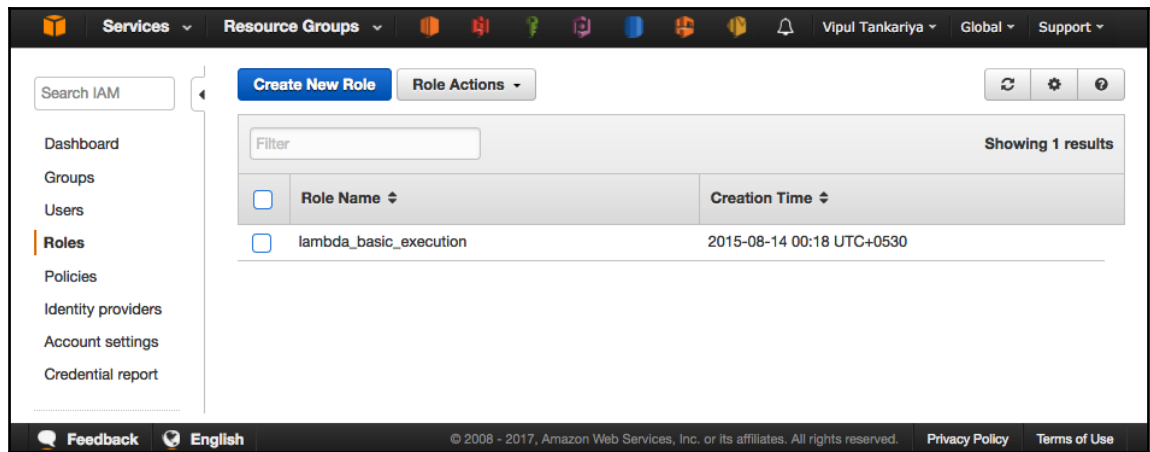 Services Resource Groups Vipul Tankariya Global Support
Search IAM
Dashboard
Groups
Users
Roles
Policies
Identity providers
Account settings
Credential report
Create New Role Role Actions
Filter Showing 1 results
Role Name Creation Time
lambda_basic_execution 2015-08-14 00:18 UTC+0530
Feedback English © 2008 - 2017, Amazon Web Services, Inc. or its affiliates. All rights reserved. Privacy Policy Terms of Use